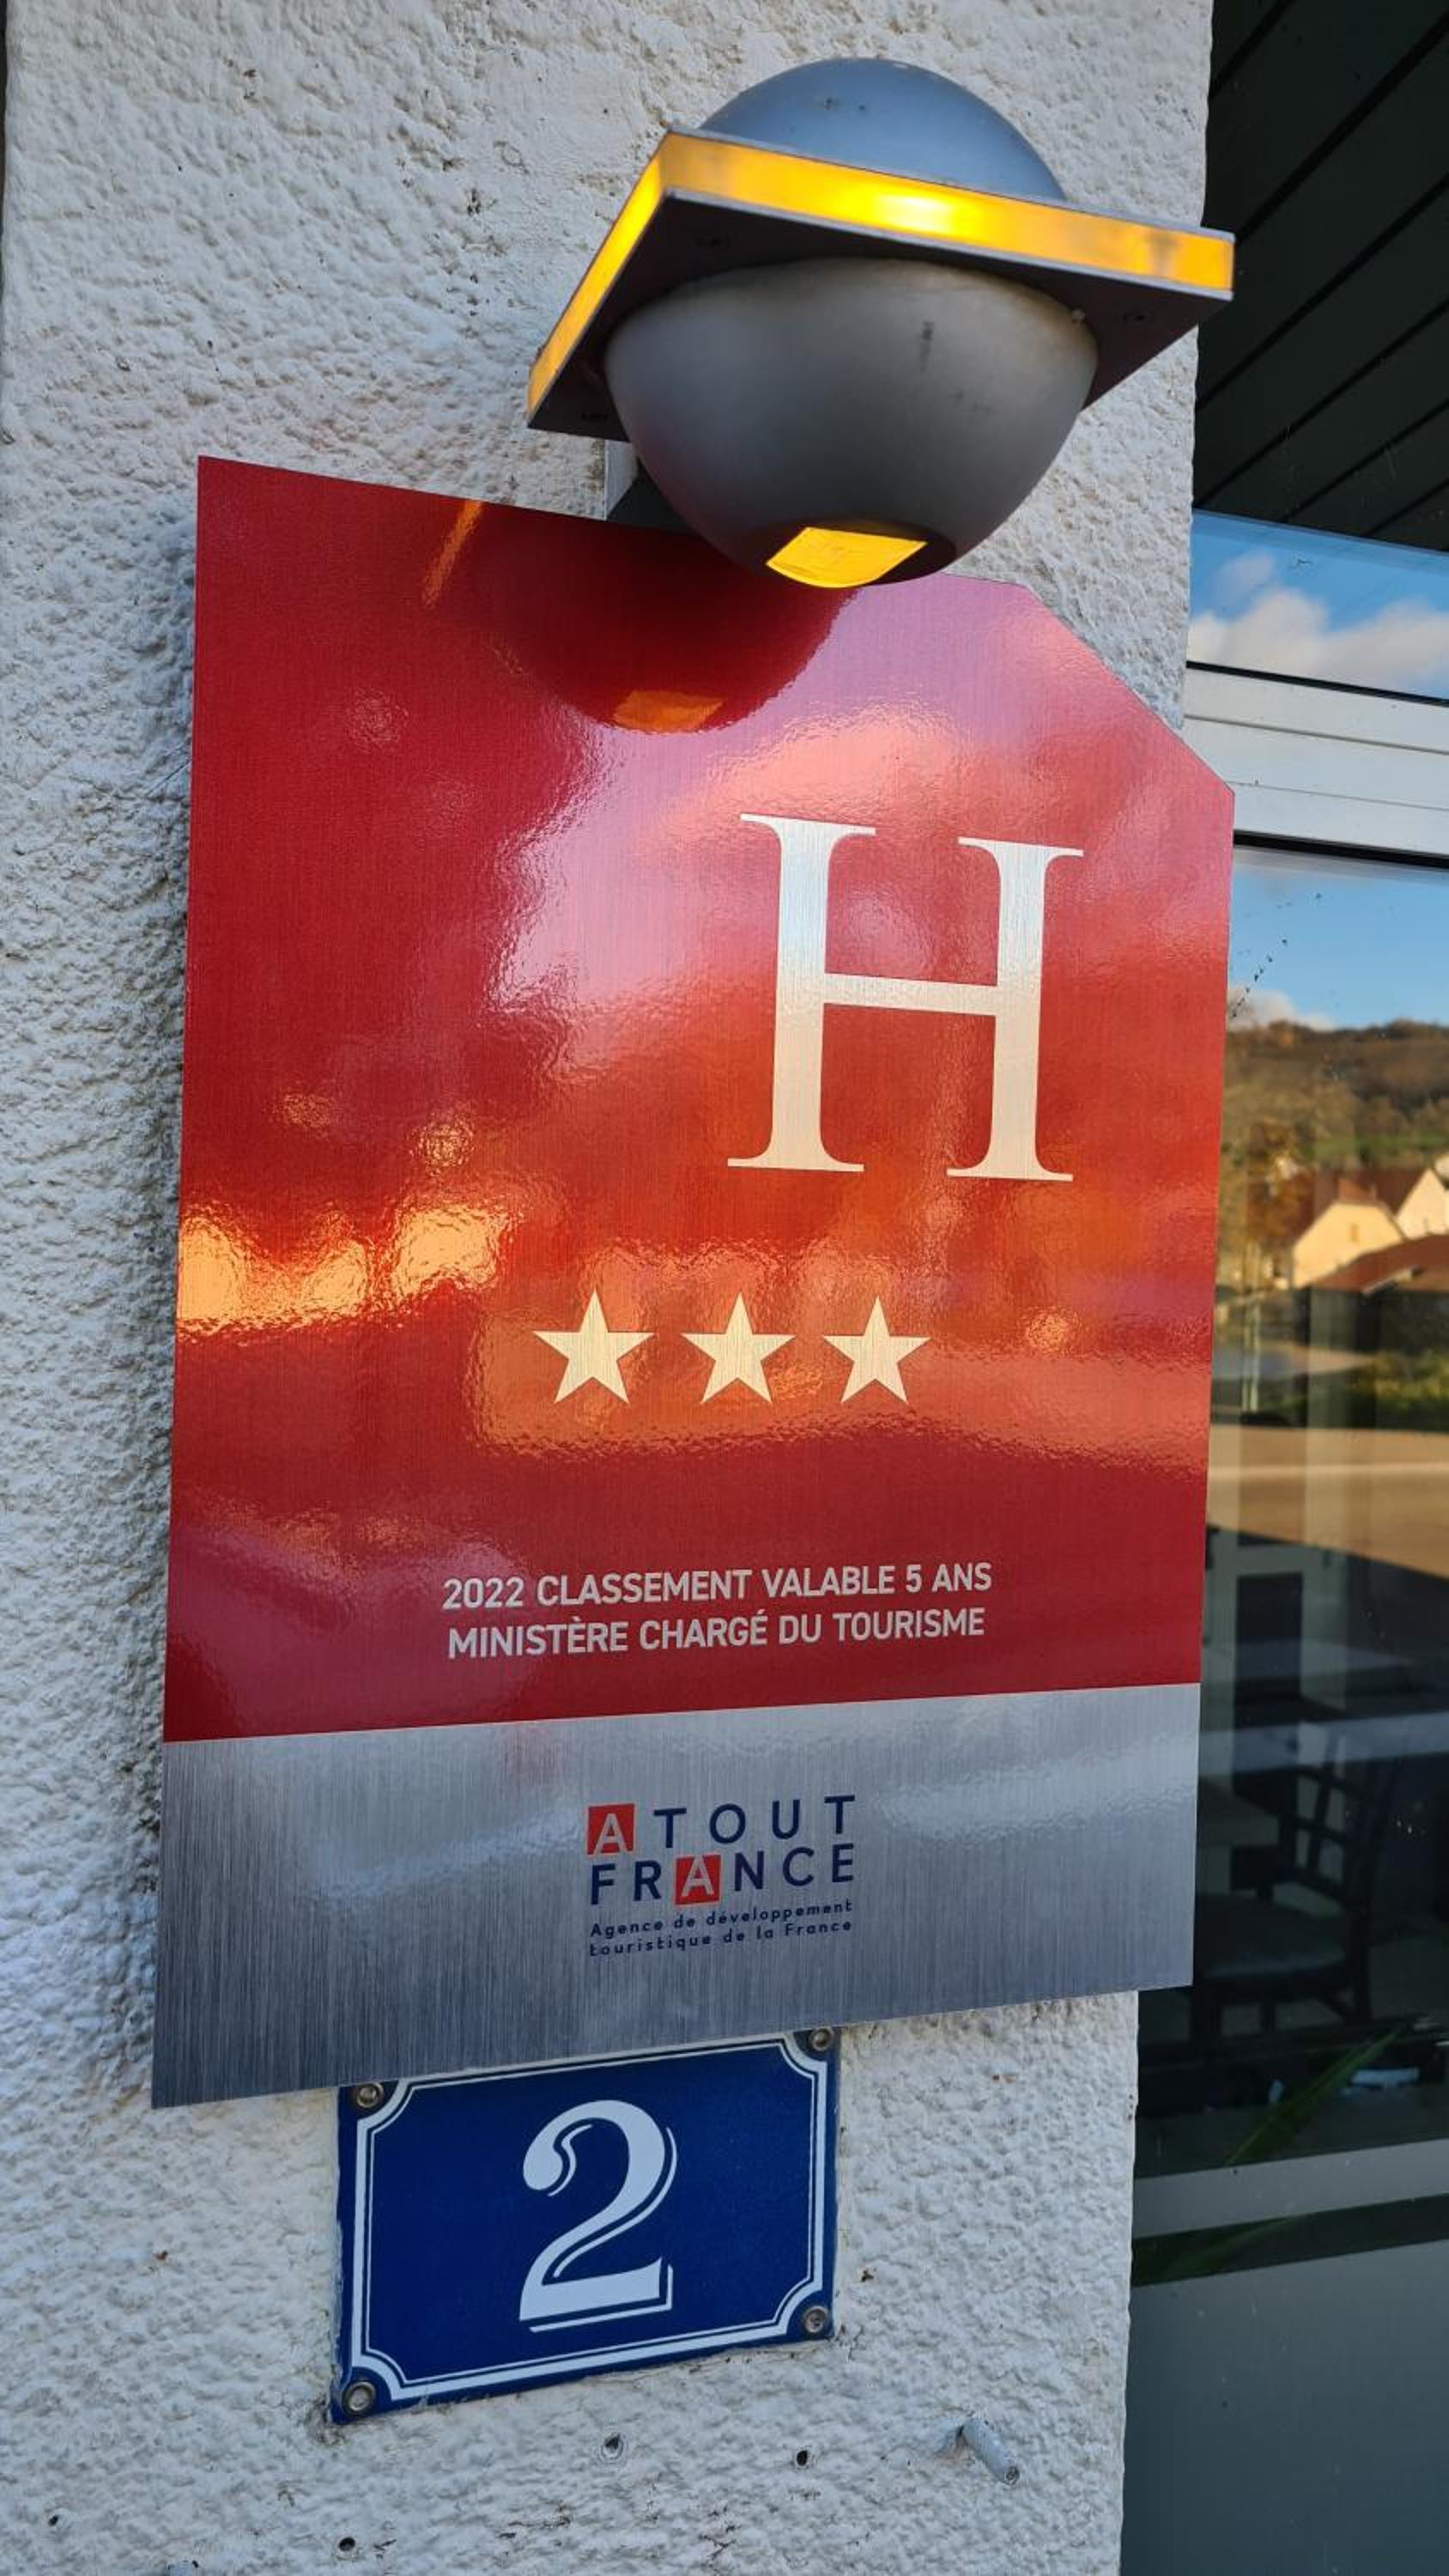 H
2022 CLASSEMENT VALABLE 5 ANS
MINISTÈRE CHARGÉ DU TOURISME
ATOUT
FRANCE
Agence de développement
touristique de la France
2